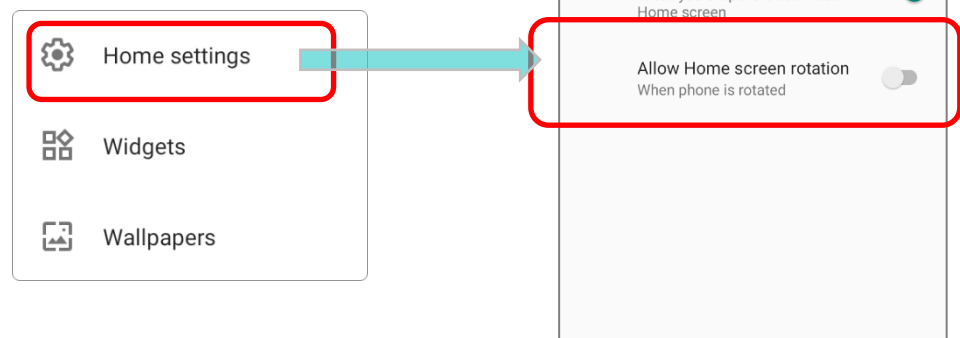 Home settings
Widgets
Wallpapers
Home screen
Allow Home screen rotation
When phone is rotated